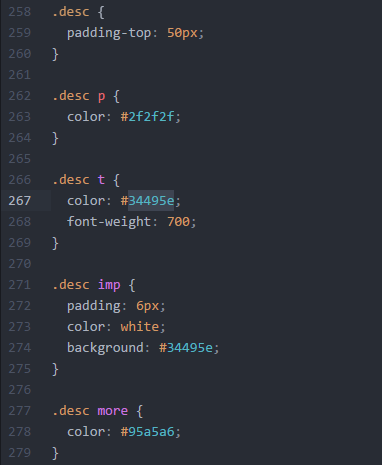 258 .desc {
259   padding-top: 50px;
260 }
261
262 .desc p {
263   color: #2f2f2f;
264 }
265
266 .desc t {
267   color: #34495e;
268   font-weight: 700;
269 }
270
271 .desc imp {
272   padding: 6px;
273   color: white;
274   background: #34495e;
275 }
276
277 .desc more {
278   color: #95a5a6;
279 }